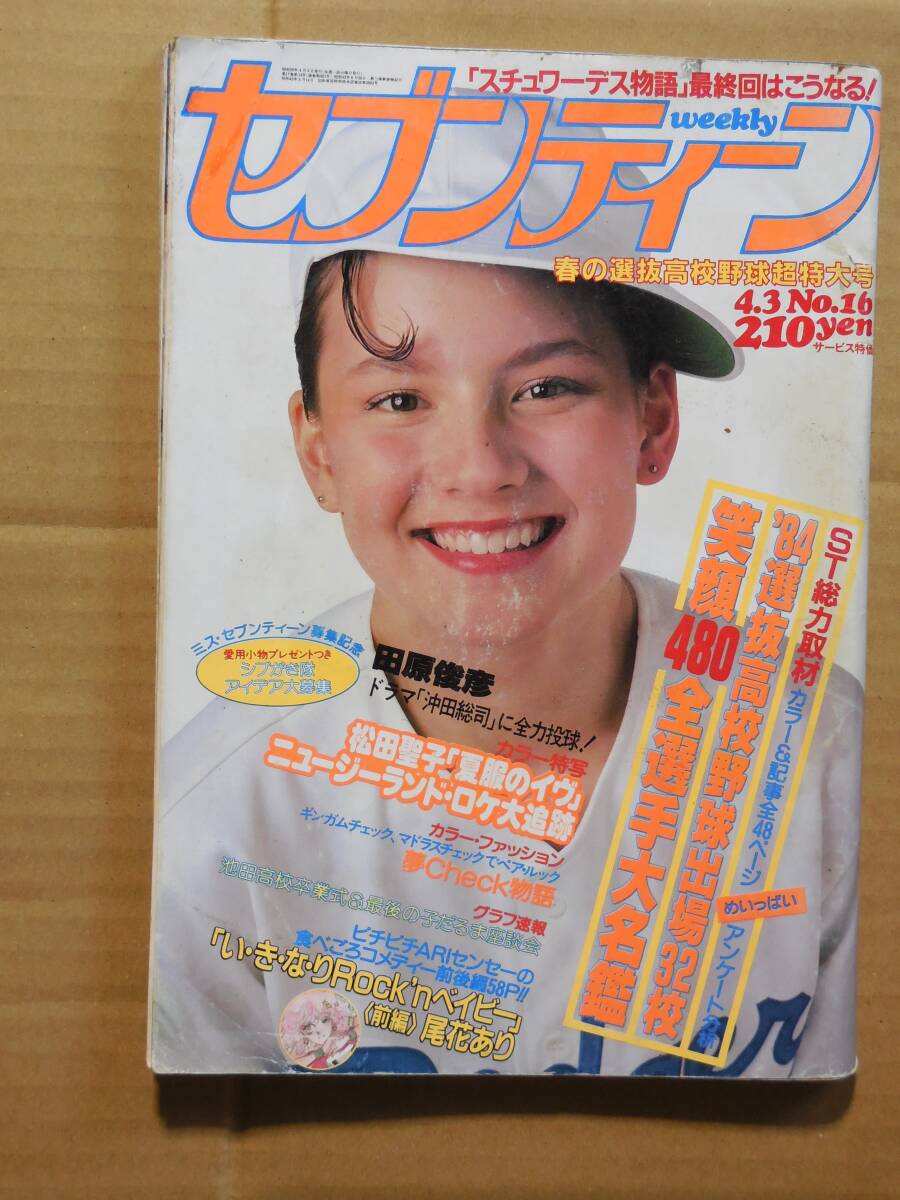 「スチュワーデス物語」最終回はこうなる!
weekly
セブンティーン
春の選抜高校野球超特大号
4.3 No.16
210yen
サービス特価
ST総力取材
カラー&記事全48ページ
めいっぱい
アンケート分析
'84選抜高校野球出場32校
笑顔480全選手大名鑑
ミス・セブンティーン募集記念
愛用小物プレゼントつき
シブがき隊
アイデア大募集
田原俊彦
ドラマ「沖田総司」に全力投球!
カラー特写
松田聖子「夏服のイヴ」
ニュージーランド・ロケ大追跡
カラー・ファッション
ギンガムチェック、マドラスチェックでペア・ルック
夢Check物語
グラフ速報
池田高校卒業式&最後の子だるま座談会
ピチピチARIセンセーの
食べごろコメディー前後編58P!!
「い・き・な・りRock'nベイビー」
〈前編〉尾花あり